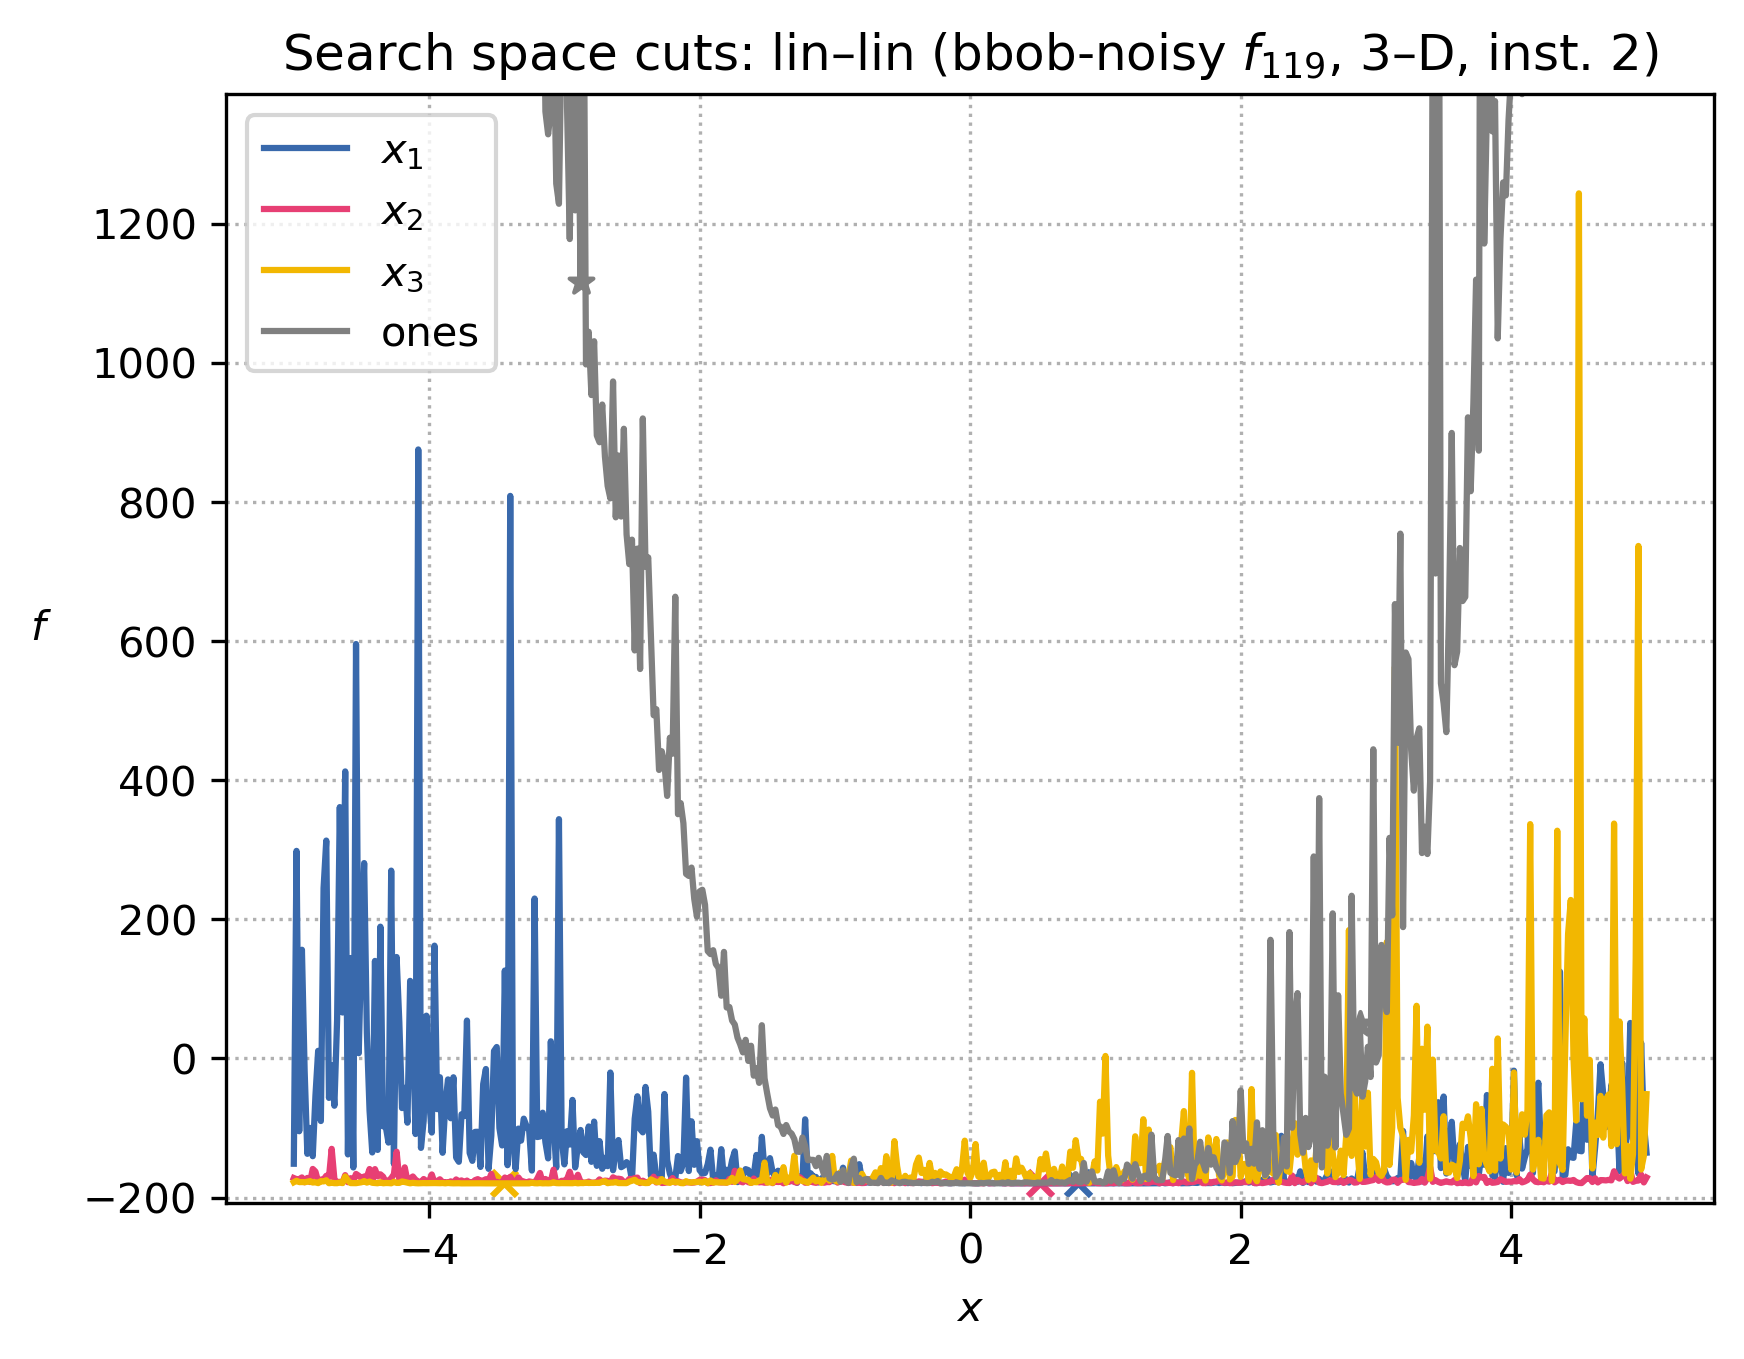 Search space cuts: lin–lin (bbob-noisy f₁₁₉, 3–D, inst. 2)
x₁
x₂
x₃
ones
1200
1000
800
600
400
200
0
−200
f
−4
−2
0
2
4
x